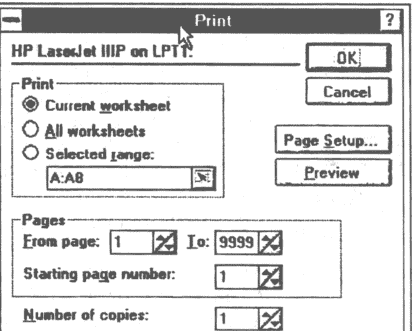 Print ?
HP LaserJet IIIP on LPT1:
OK
Print
Current worksheet
Cancel
All worksheets
Selected range:
Page Setup...
A:A8
Preview
Pages
From page: 1 To: 9999
Starting page number: 1
Number of copies: 1